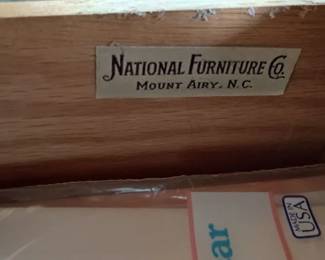 NATIONAL FURNITURE CO.
MOUNT AIRY, N.C.
ar
MADE IN
USA